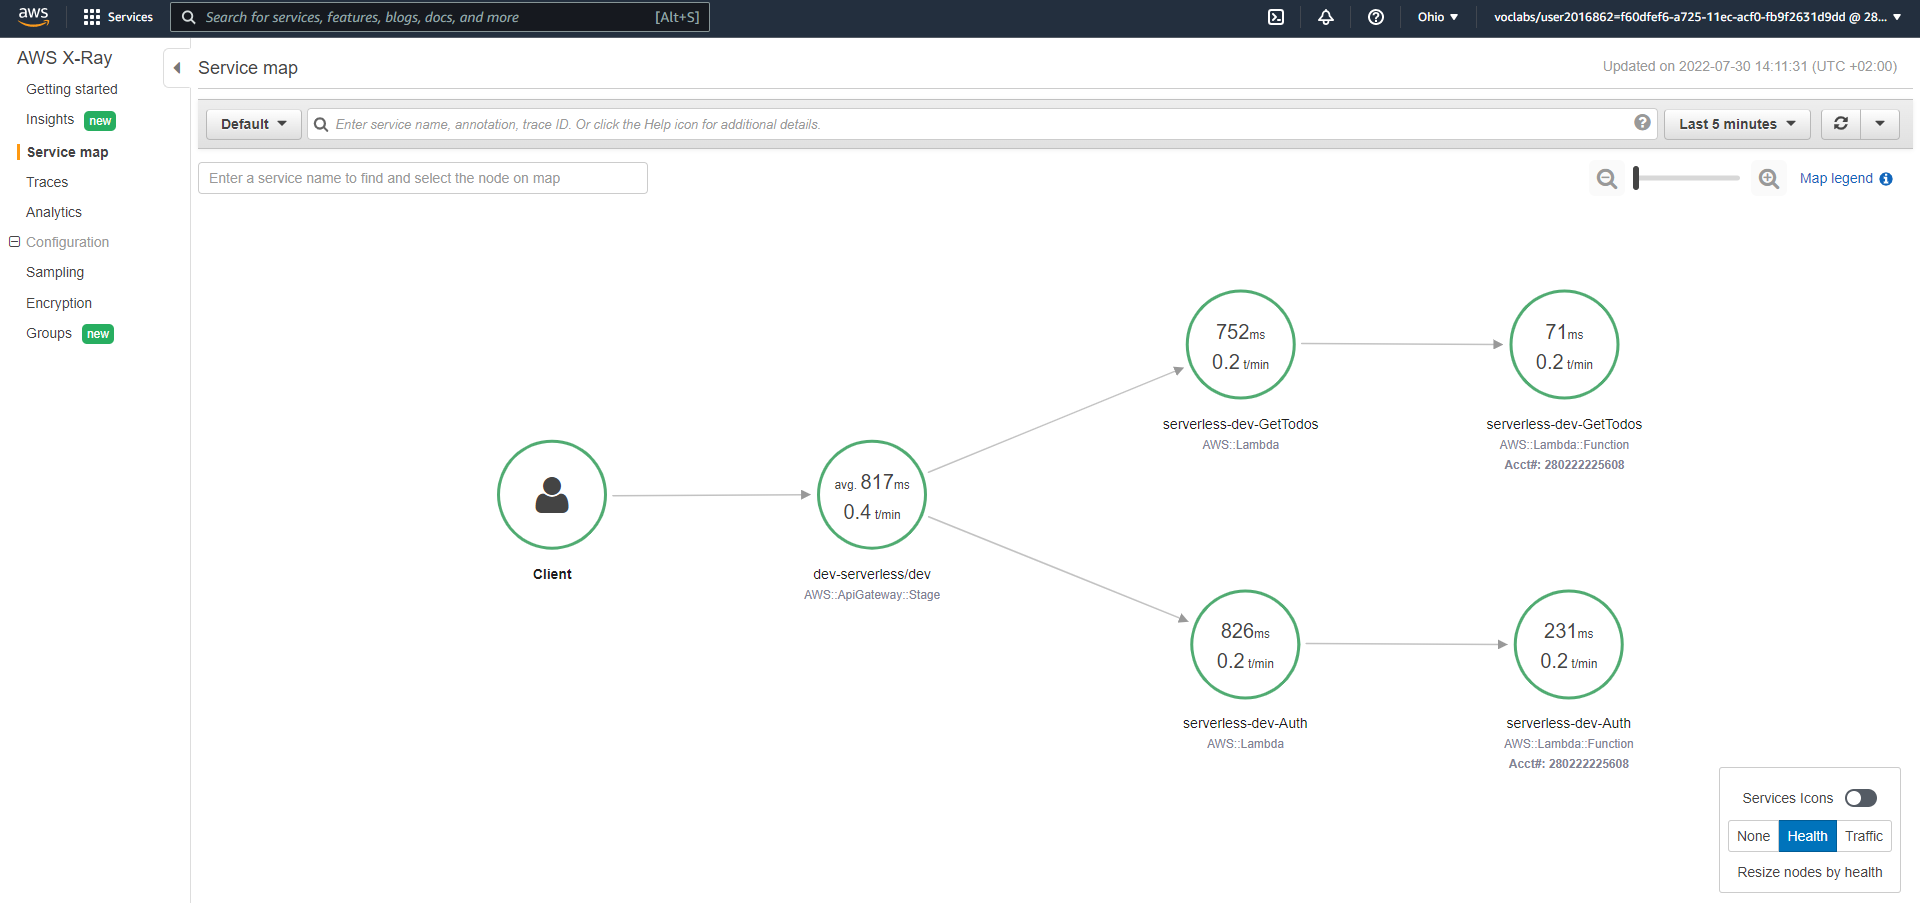 aws
Services
Search for services, features, blogs, docs, and more [Alt+S]
Ohio
voclabs/user2016862=f60dfef6-a725-11ec-acf0-fb9f2631d9dd @ 28...
AWS X-Ray
Getting started
Insights new
Service map
Traces
Analytics
Configuration
Sampling
Encryption
Groups new
Service map
Updated on 2022-07-30 14:11:31 (UTC +02:00)
Default
Enter service name, annotation, trace ID. Or click the Help icon for additional details.
Last 5 minutes
Enter a service name to find and select the node on map
Map legend
752ms
0.2 t/min
serverless-dev-GetTodos
AWS::Lambda
71ms
0.2 t/min
serverless-dev-GetTodos
AWS::Lambda::Function
Acct#: 280222225608
Client
avg. 817ms
0.4 t/min
dev-serverless/dev
AWS::ApiGateway::Stage
826ms
0.2 t/min
serverless-dev-Auth
AWS::Lambda
231ms
0.2 t/min
serverless-dev-Auth
AWS::Lambda::Function
Acct#: 280222225608
Services Icons
None Health Traffic
Resize nodes by health